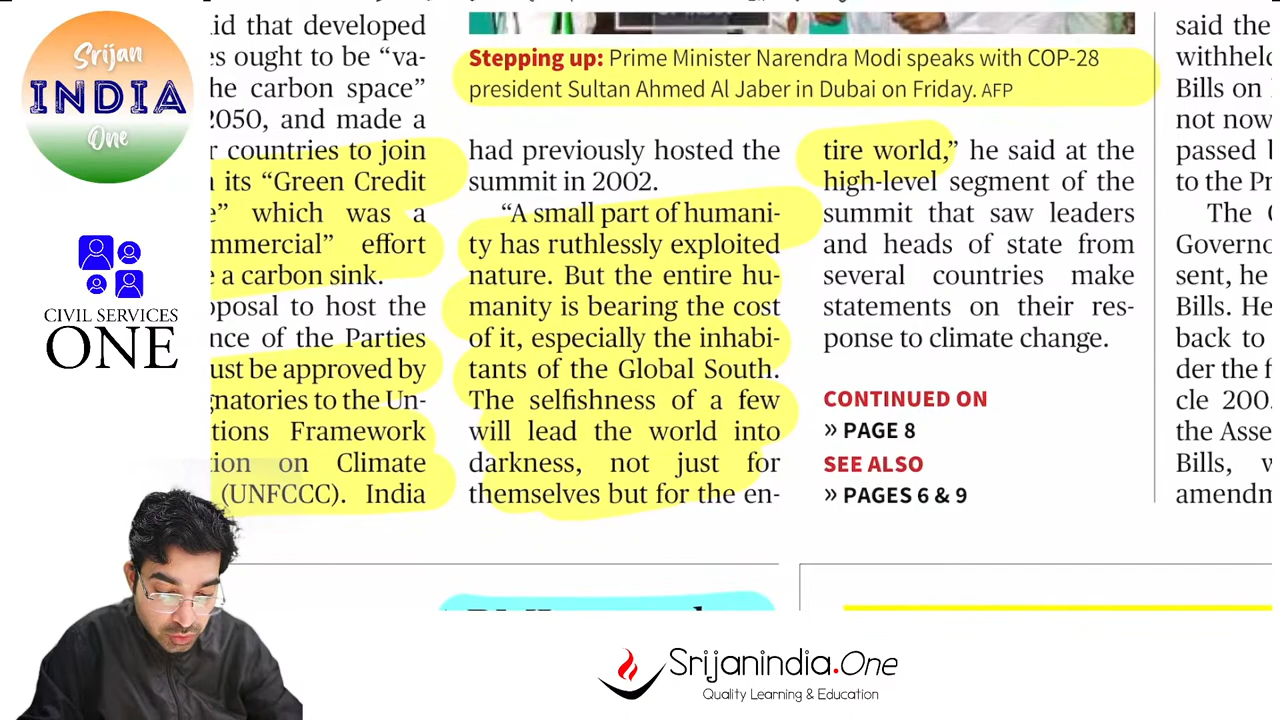 Srijan
INDIA
One
CIVIL SERVICES
ONE
id that developed
es ought to be “va-
he carbon space”
2050, and made a
r countries to join
its “Green Credit
e” which was a
mmercial” effort
e a carbon sink.
oposal to host the
nce of the Parties
ust be approved by
gnatories to the Un-
tions Framework
tion on Climate
(UNFCCC). India
Stepping up: Prime Minister Narendra Modi speaks with COP-28
president Sultan Ahmed Al Jaber in Dubai on Friday. AFP
had previously hosted the
summit in 2002.
“A small part of humani-
ty has ruthlessly exploited
nature. But the entire hu-
manity is bearing the cost
of it, especially the inhabi-
tants of the Global South.
The selfishness of a few
will lead the world into
darkness, not just for
themselves but for the en-
tire world,” he said at the
high-level segment of the
summit that saw leaders
and heads of state from
several countries make
statements on their res-
ponse to climate change.
CONTINUED ON
» PAGE 8
SEE ALSO
» PAGES 6 & 9
said the
withheld
Bills on
not now
passed
to the Pr
The
Governo
sent, he
Bills. He
back to
der the f
cle 200
the Asse
Bills, w
amendm
Srijanindia.One
Quality Learning & Education